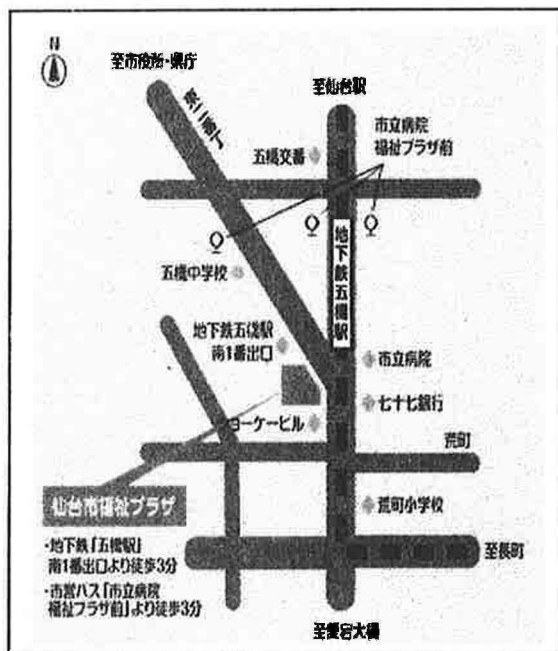 N
至市役所・県庁
至仙台駅
東二番丁
五橋交番
市立病院
福祉プラザ前
地下鉄五橋駅
五橋中学校
地下鉄五橋駅
南1番出口
市立病院
七十七銀行
ヨーケービル
荒町
仙台市福祉プラザ
荒町小学校
・地下鉄「五橋駅」
南1番出口より徒歩3分
至長町
・市営バス「市立病院
福祉プラザ前」より徒歩3分
至愛宕大橋